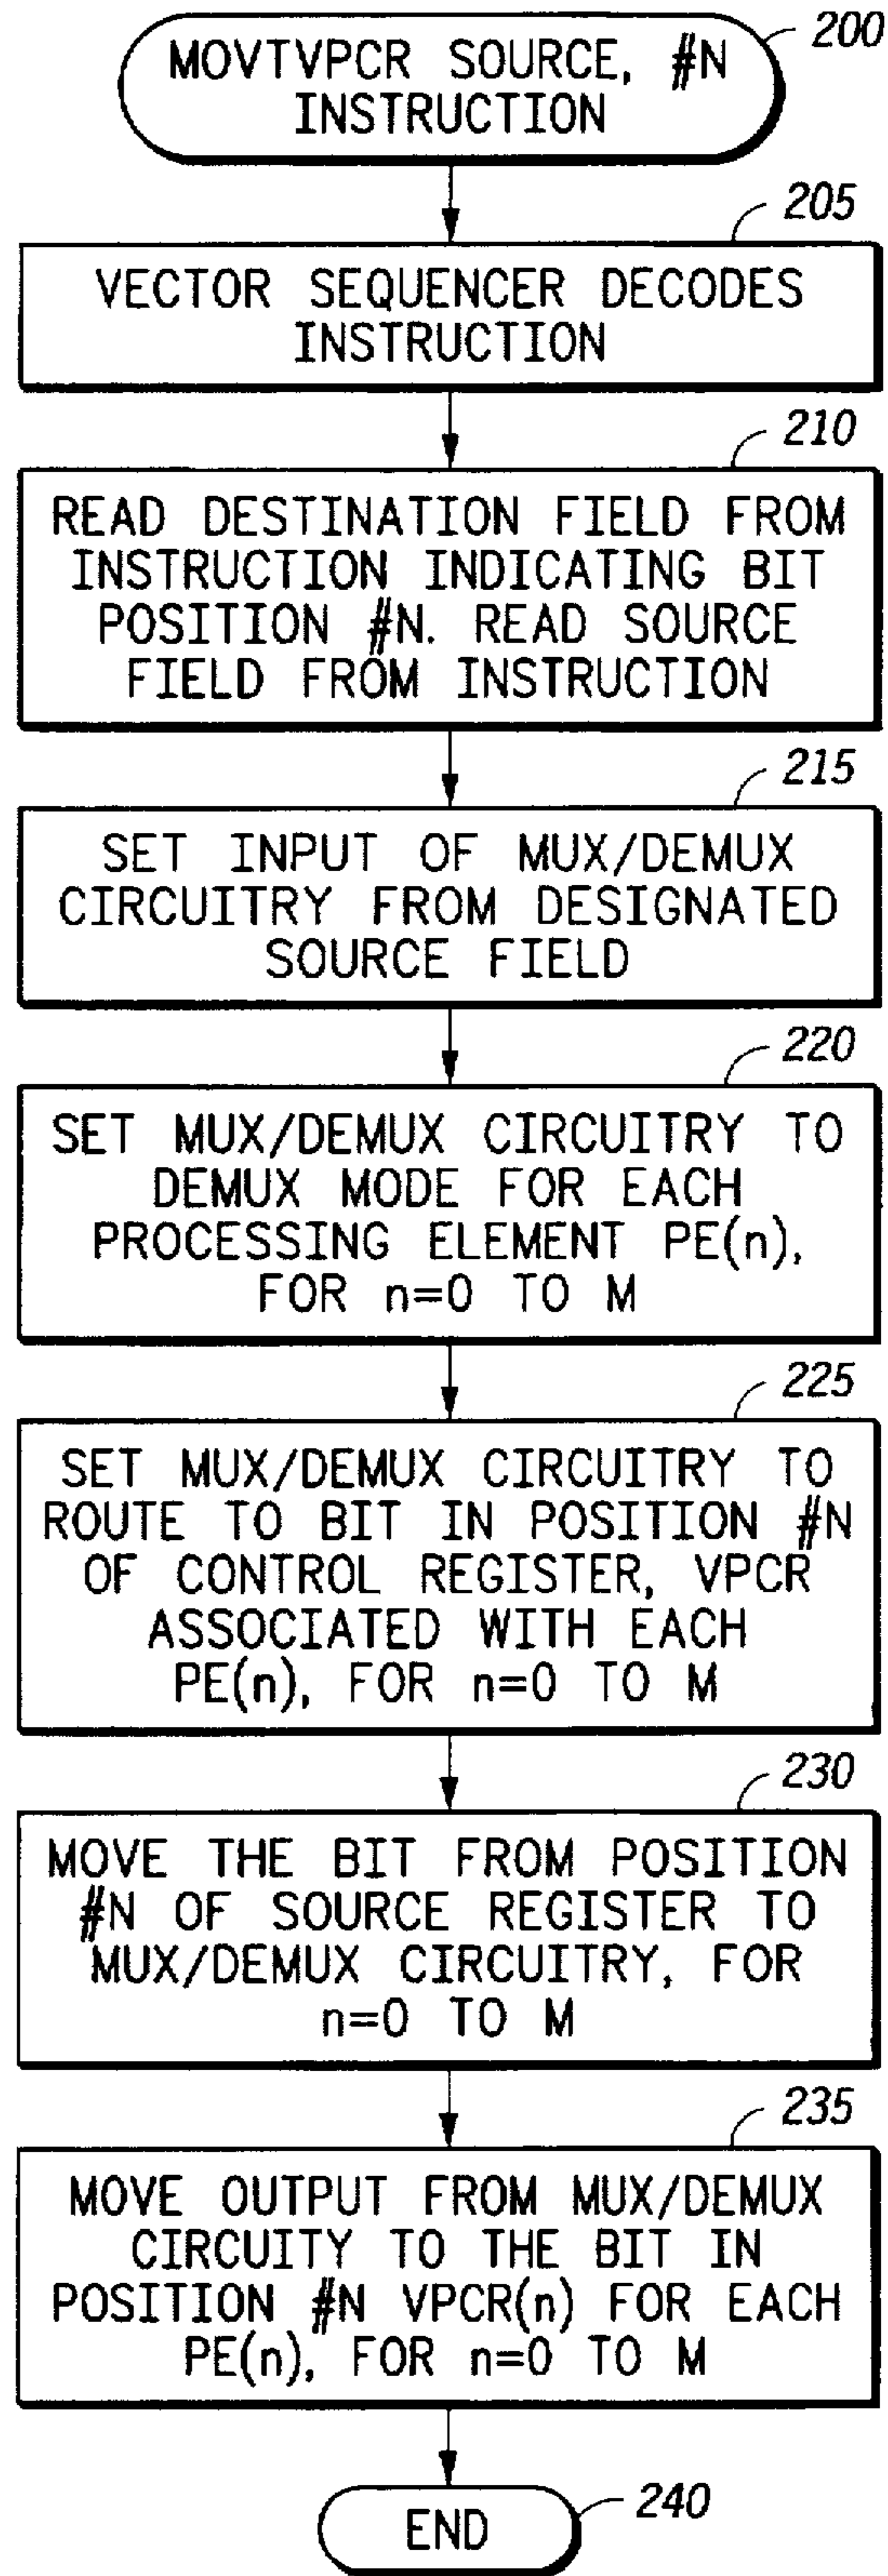 200
MOVTVPCR SOURCE, #N
INSTRUCTION
205
VECTOR SEQUENCER DECODES
INSTRUCTION
210
READ DESTINATION FIELD FROM
INSTRUCTION INDICATING BIT
POSITION #N. READ SOURCE
FIELD FROM INSTRUCTION
215
SET INPUT OF MUX/DEMUX
CIRCUITRY FROM DESIGNATED
SOURCE FIELD
220
SET MUX/DEMUX CIRCUITRY TO
DEMUX MODE FOR EACH
PROCESSING ELEMENT PE(n),
FOR n=0 TO M
225
SET MUX/DEMUX CIRCUITRY TO
ROUTE TO BIT IN POSITION #N
OF CONTROL REGISTER, VPCR
ASSOCIATED WITH EACH
PE(n), FOR n=0 TO M
230
MOVE THE BIT FROM POSITION
#N OF SOURCE REGISTER TO
MUX/DEMUX CIRCUITRY, FOR
n=0 TO M
235
MOVE OUTPUT FROM MUX/DEMUX
CIRCUITY TO THE BIT IN
POSITION #N VPCR(n) FOR EACH
PE(n), FOR n=0 TO M
240
END